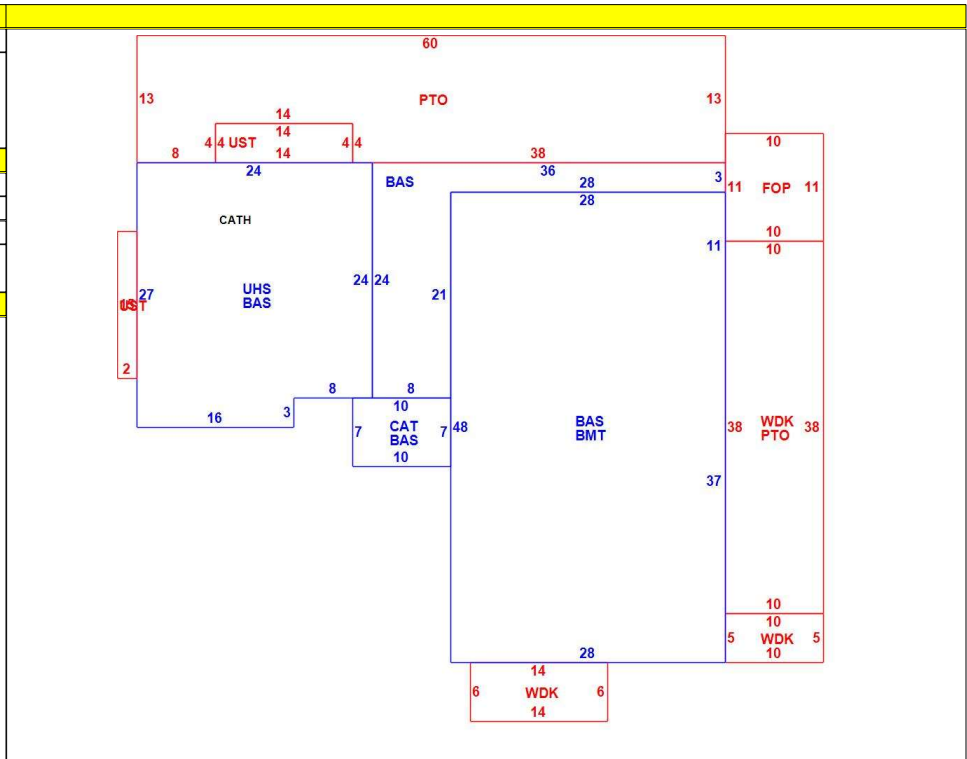 60
13 PTO 13
14
14
4 4 UST 4 4
8 14 38
24 36
BAS 28 3
28
10
11 FOP 11
10
10
CATH
11
24 24
27 UHS 21
BAS
15
UST
2
8 8
16 3 10
7 CAT 7 48
BAS
10
BAS
BMT
38 WDK 38
PTO
37
10
10
5 WDK 5
10
28
14
6 WDK 6
14